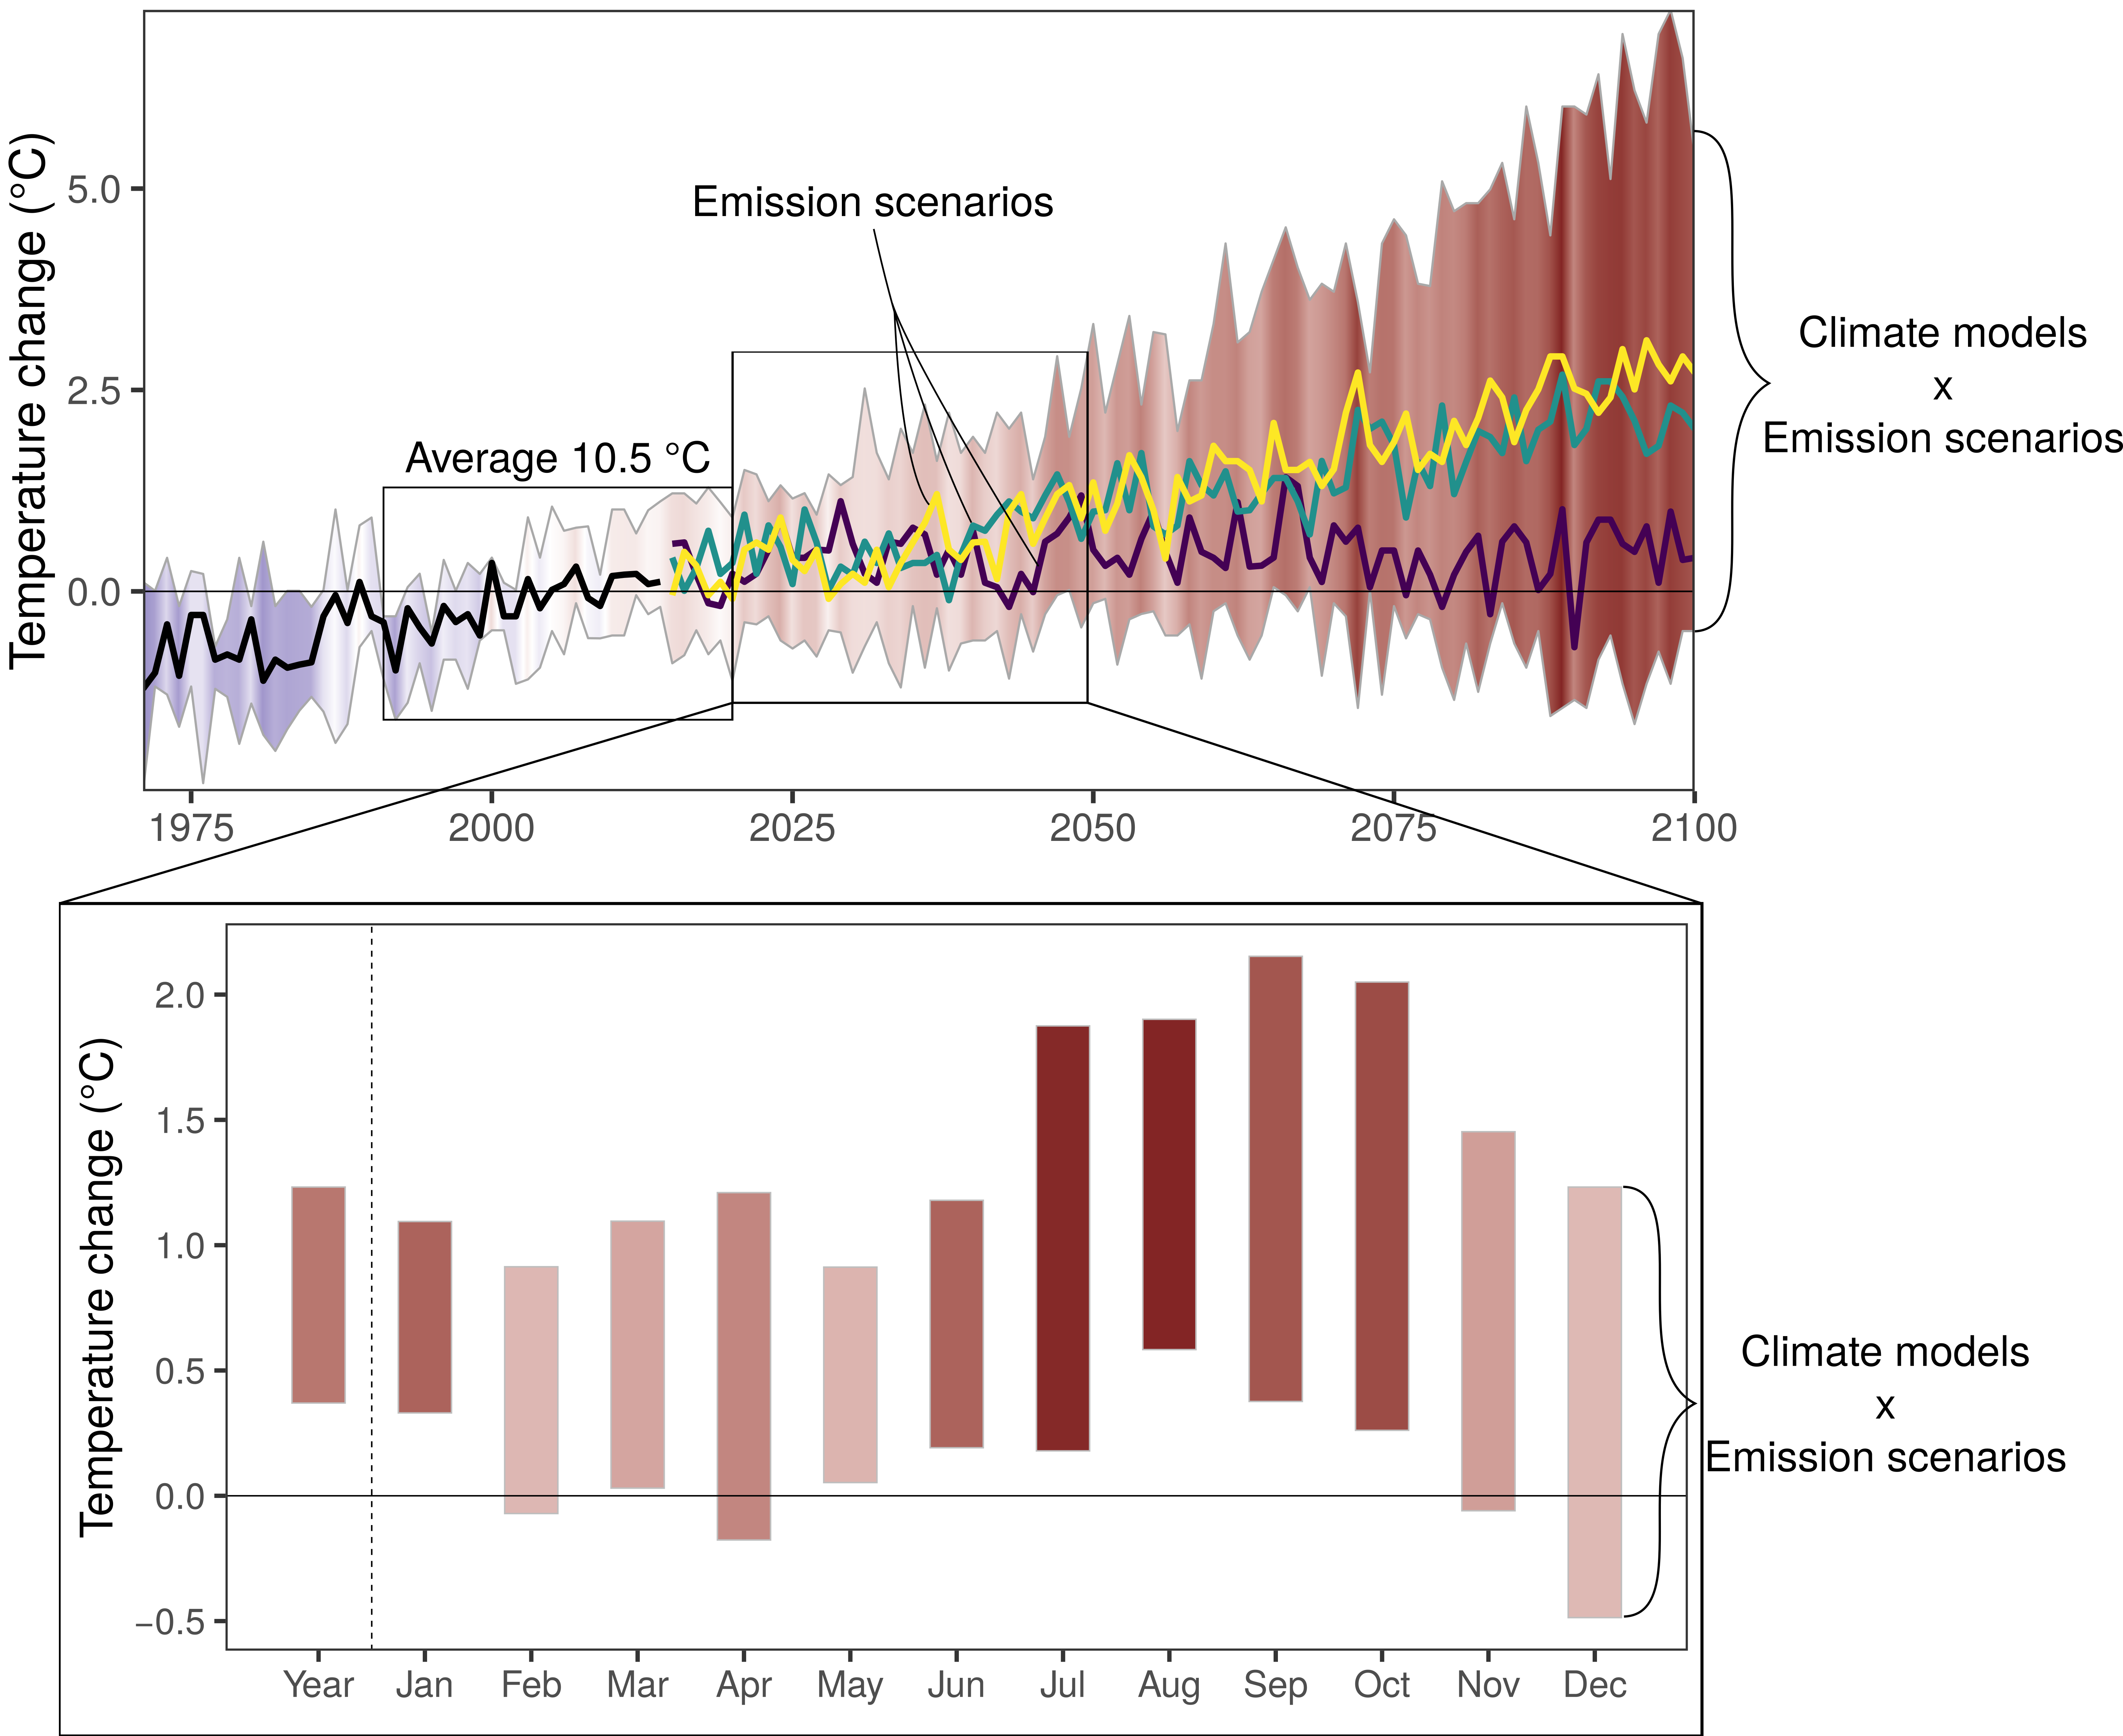 Temperature change (°C)
5.0
2.5
0.0
Emission scenarios
Average 10.5 °C
Climate models
x
Emission scenarios
1975
2000
2025
2050
2075
2100
Temperature change (°C)
2.0
1.5
1.0
0.5
0.0
−0.5
Climate models
x
Emission scenarios
Year
Jan
Feb
Mar
Apr
May
Jun
Jul
Aug
Sep
Oct
Nov
Dec